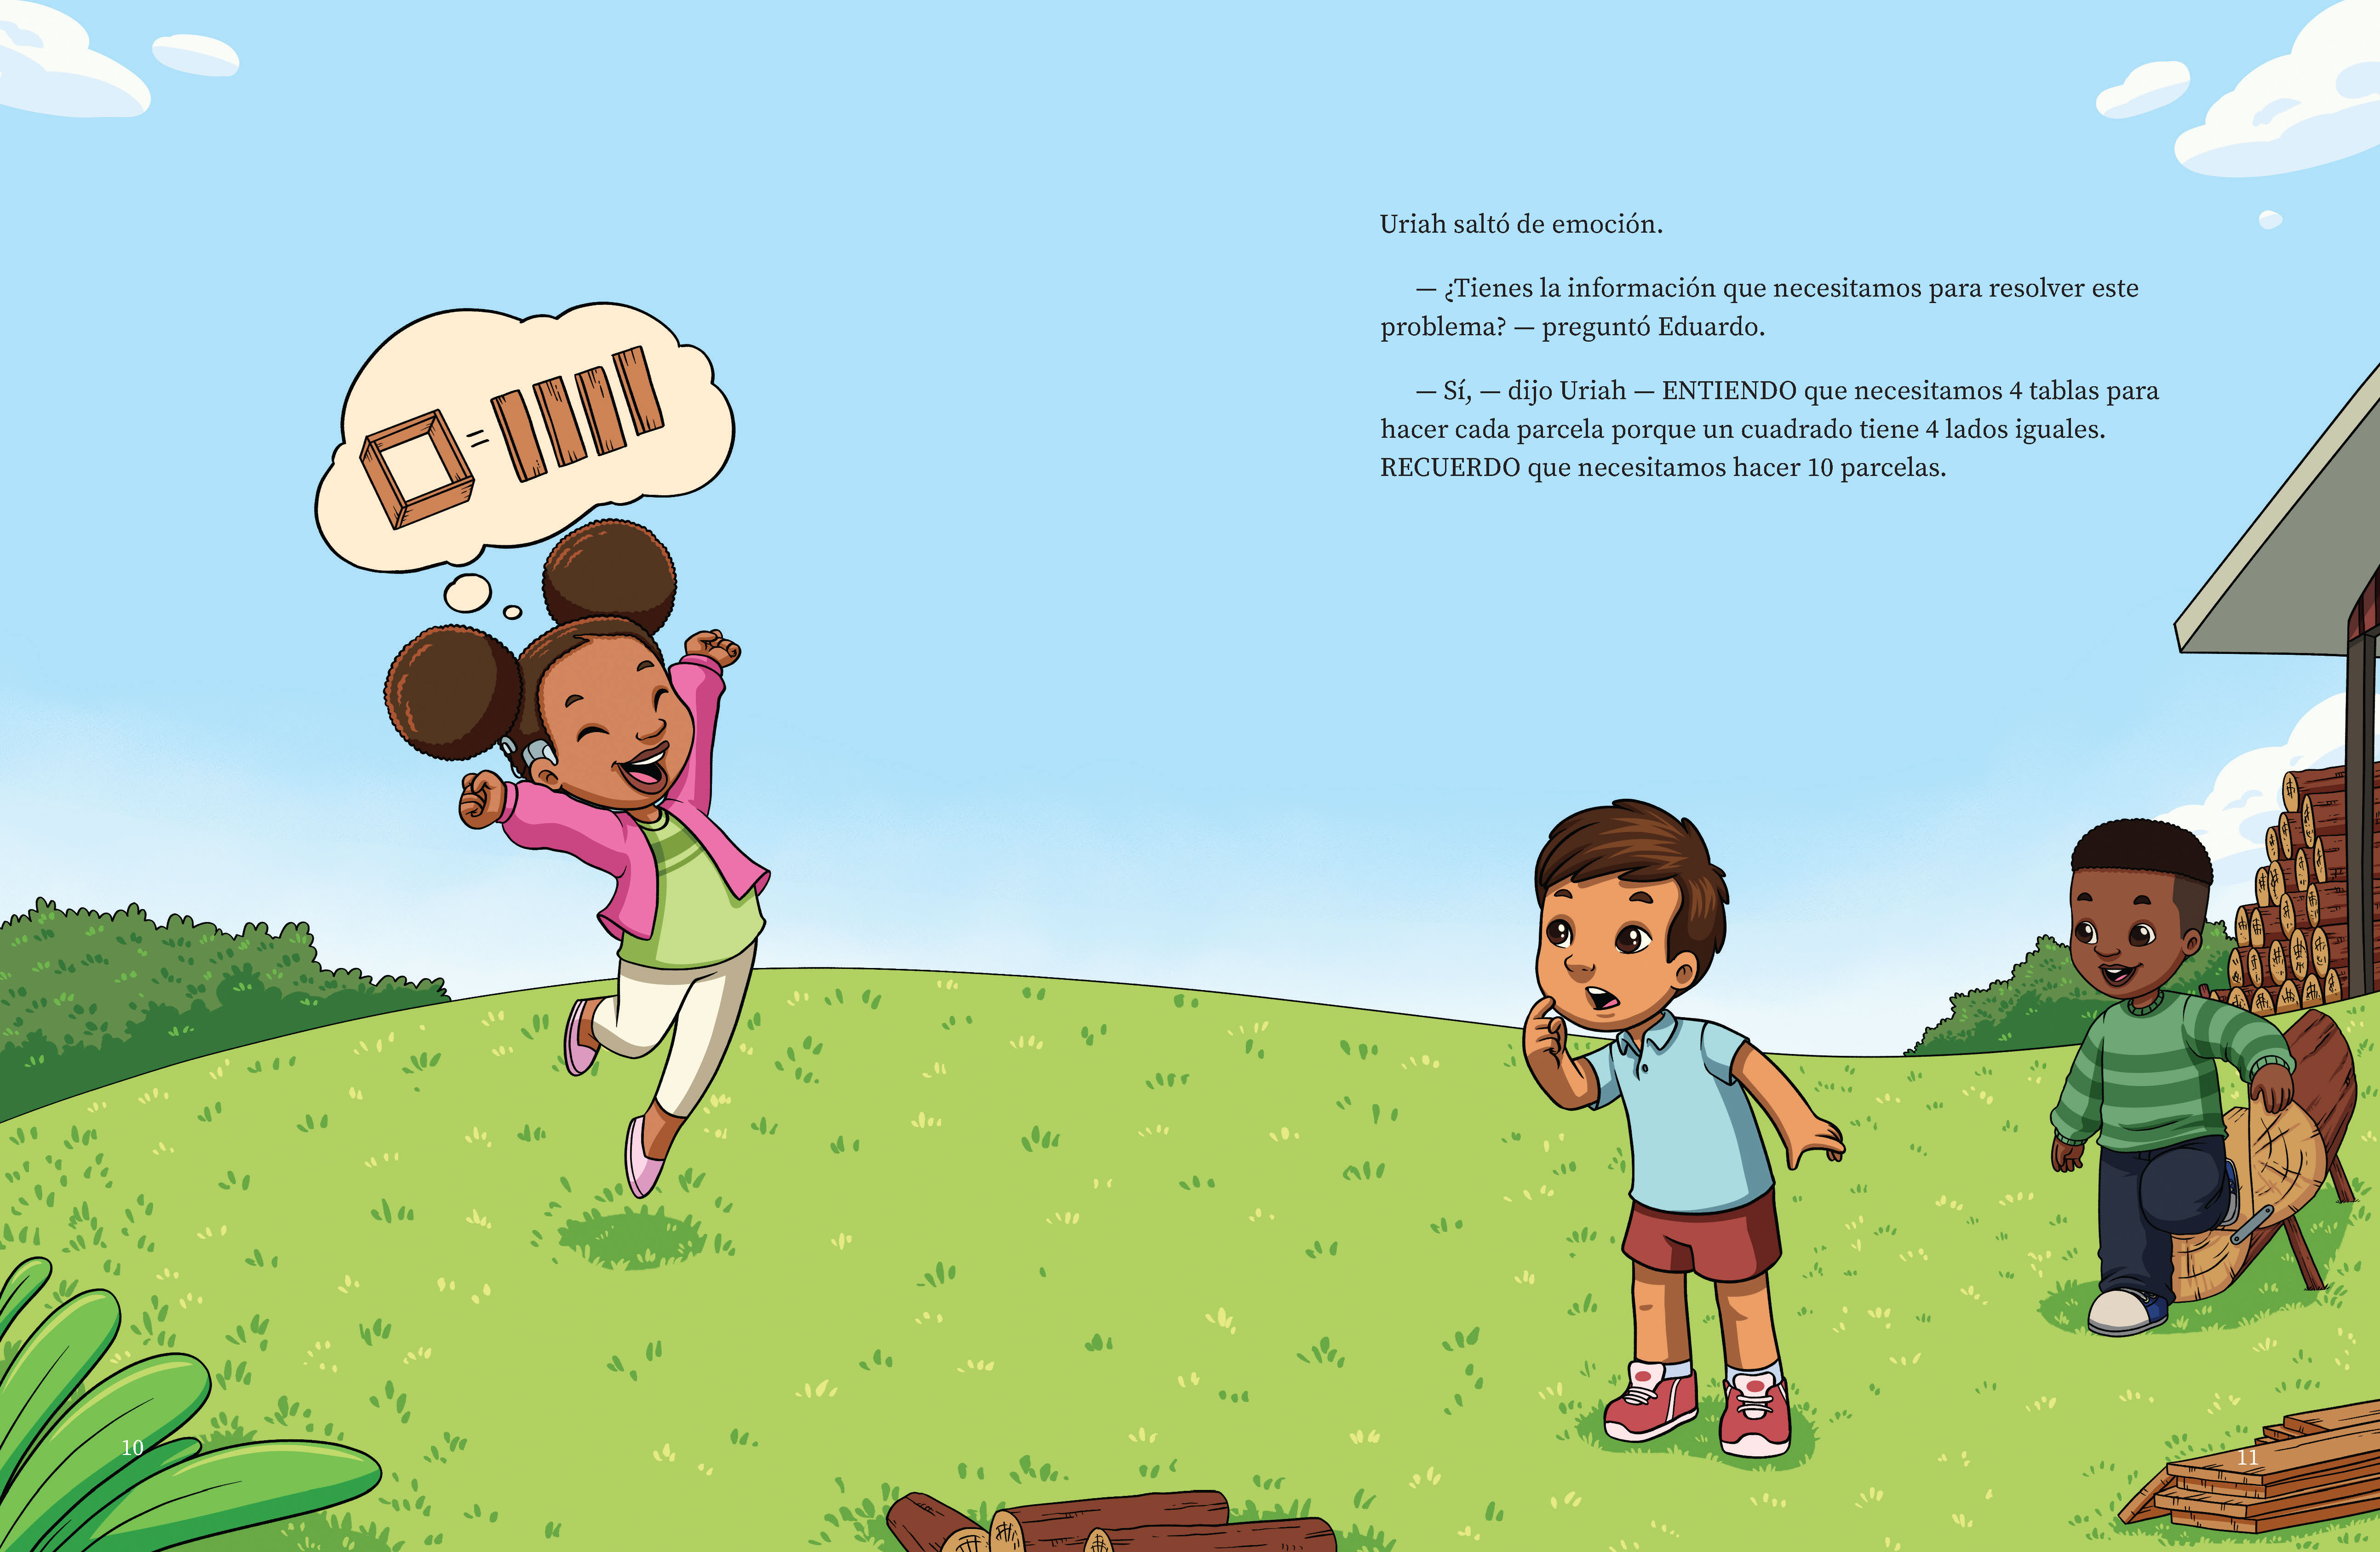 Uriah saltó de emoción.
— ¿Tienes la información que necesitamos para resolver este
problema? — preguntó Eduardo.
— Sí, — dijo Uriah — ENTIENDO que necesitamos 4 tablas para
hacer cada parcela porque un cuadrado tiene 4 lados iguales.
RECUERDO que necesitamos hacer 10 parcelas.
=
10
11